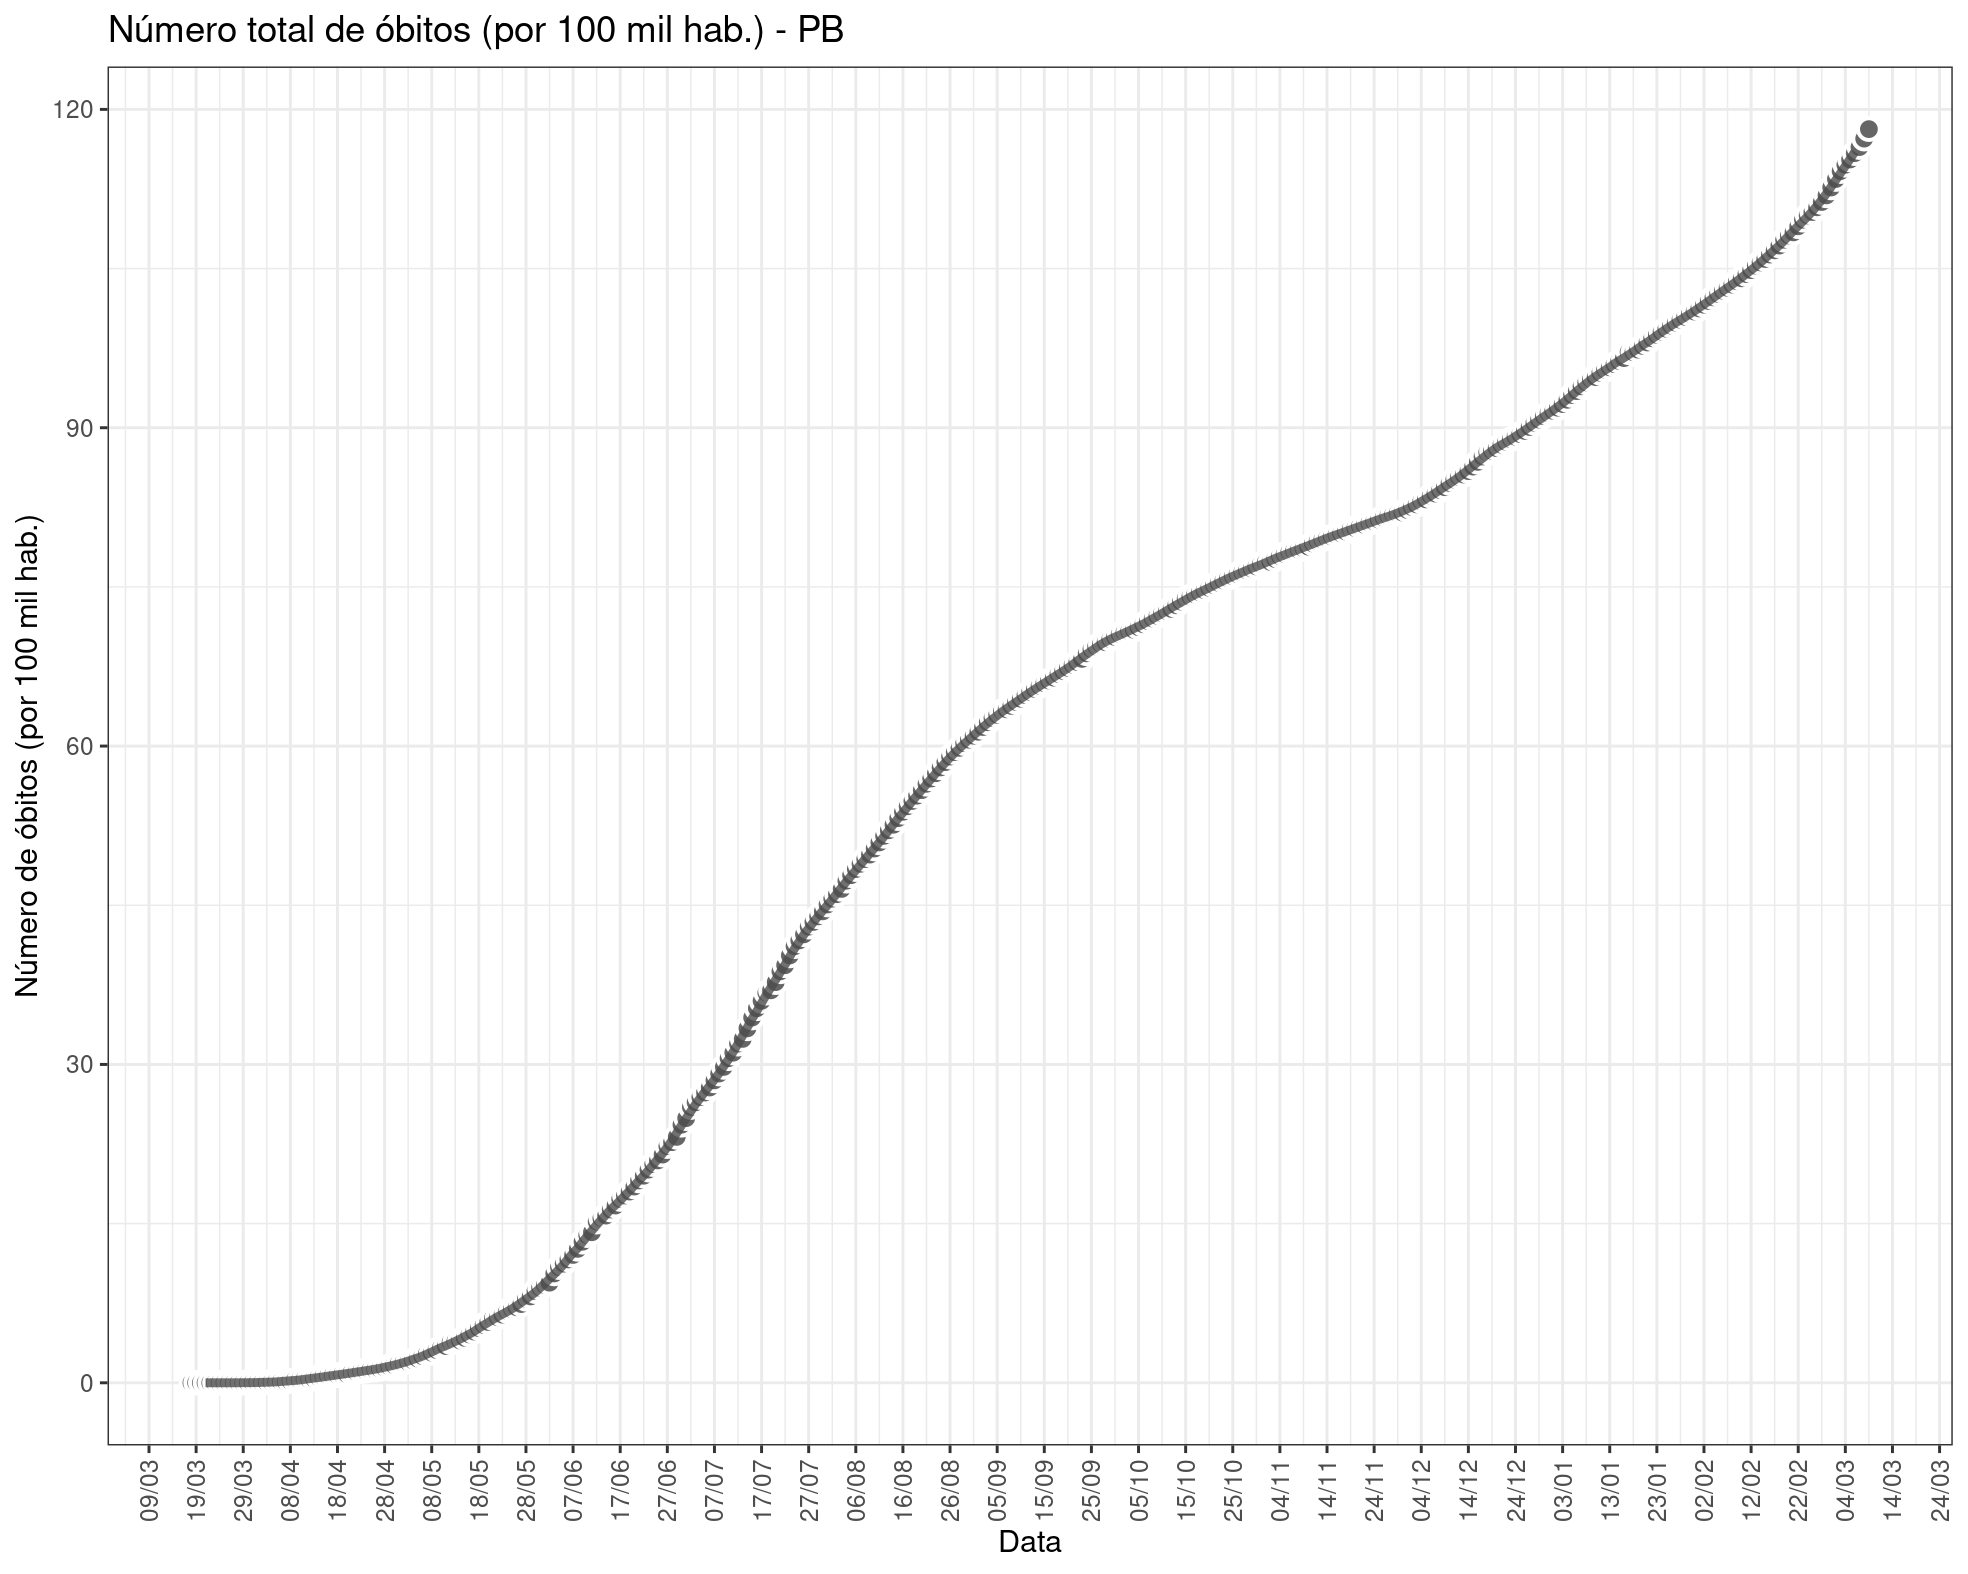 Número total de óbitos (por 100 mil hab.) - PB
Número de óbitos (por 100 mil hab.)
120
90
60
30
0
09/03 19/03 29/03 08/04 18/04 28/04 08/05 18/05 28/05 07/06 17/06 27/06 07/07 17/07 27/07 06/08 16/08 26/08 05/09 15/09 25/09 05/10 15/10 25/10 04/11 14/11 24/11 04/12 14/12 24/12 03/01 13/01 23/01 02/02 12/02 22/02 04/03 14/03 24/03
Data